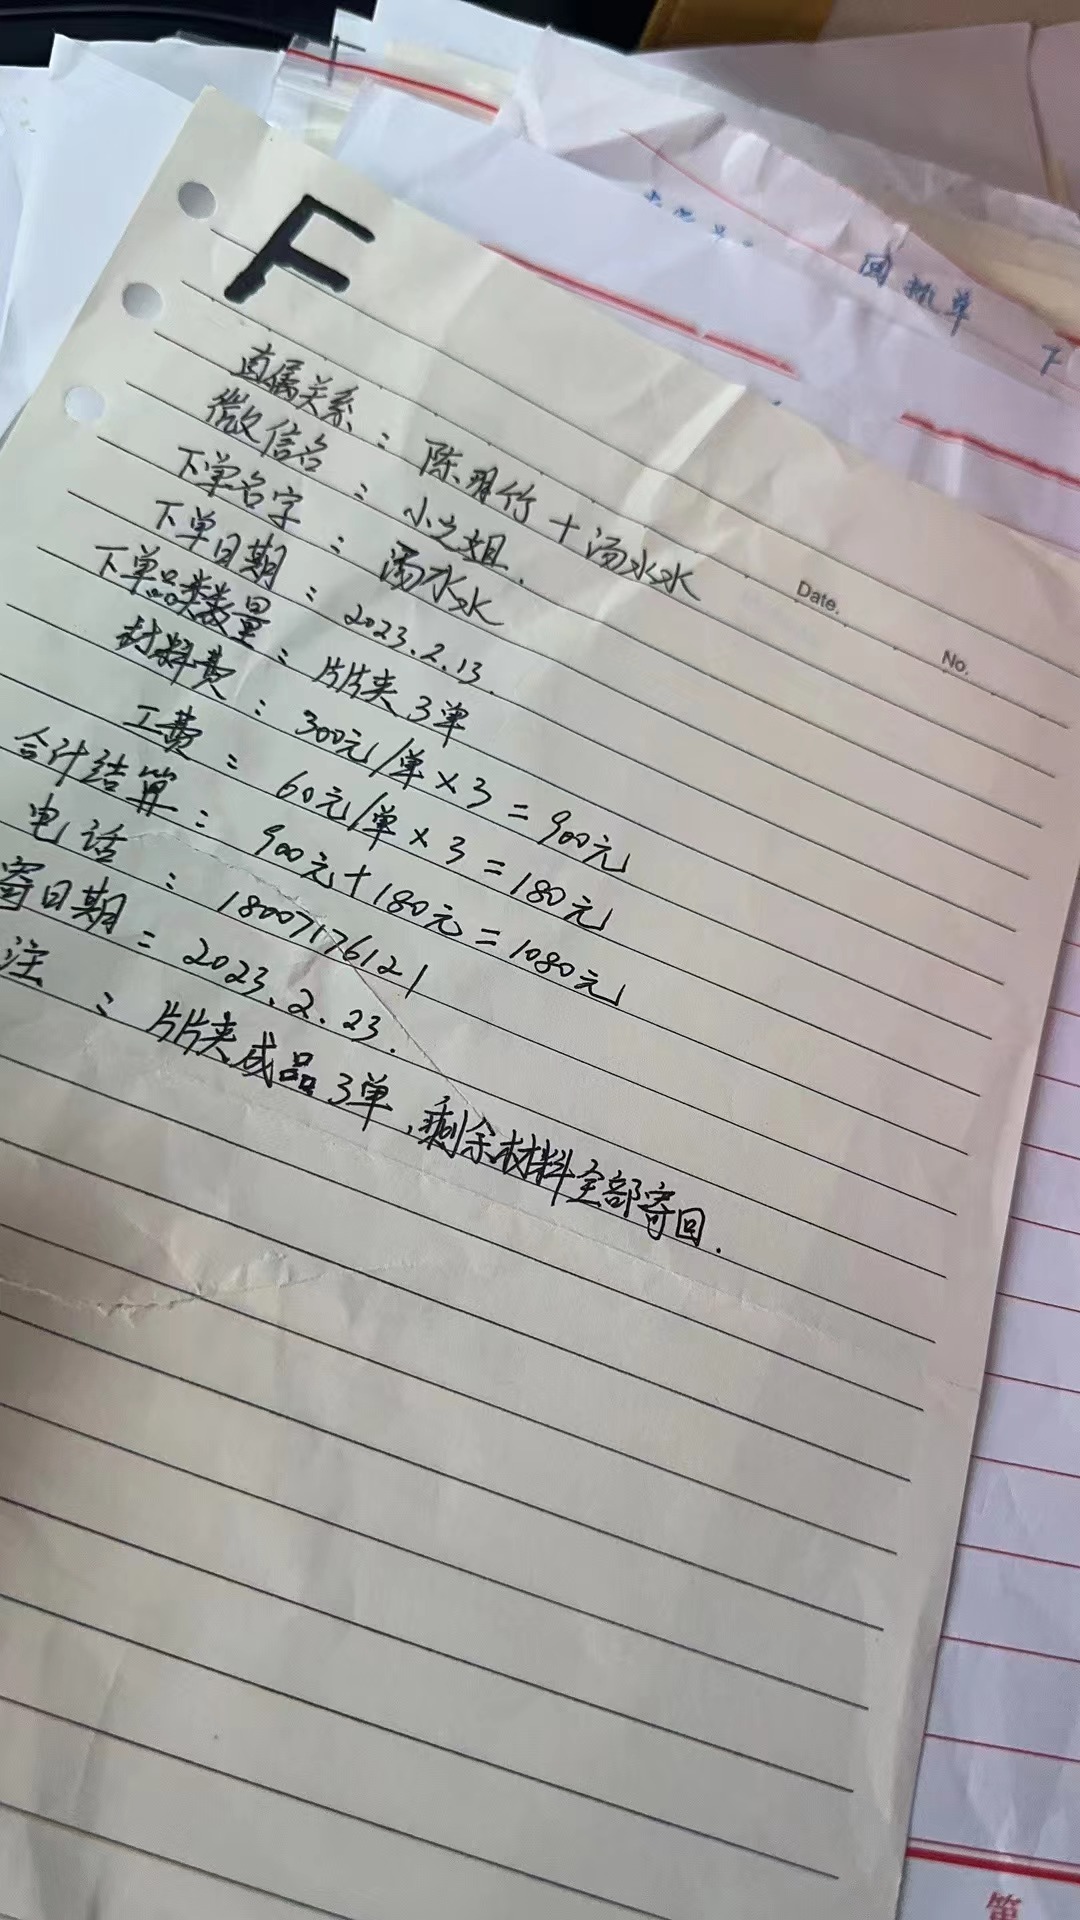 F
直属关系：陈明竹+汤水水
微信名：小之姐.
下单名字：汤水水
下单日期：2023.2.13.
下单品类数量：片片夹3单
材料费：300元/单×3=900元
工费：60元/单×3=180元
合计结算：900元+180元=1080元
电话：18007176121
寄日期：2023.2.23.
注：片片夹成品3单,剩余材料全部寄回.
Date.
No.
回执单
F
第